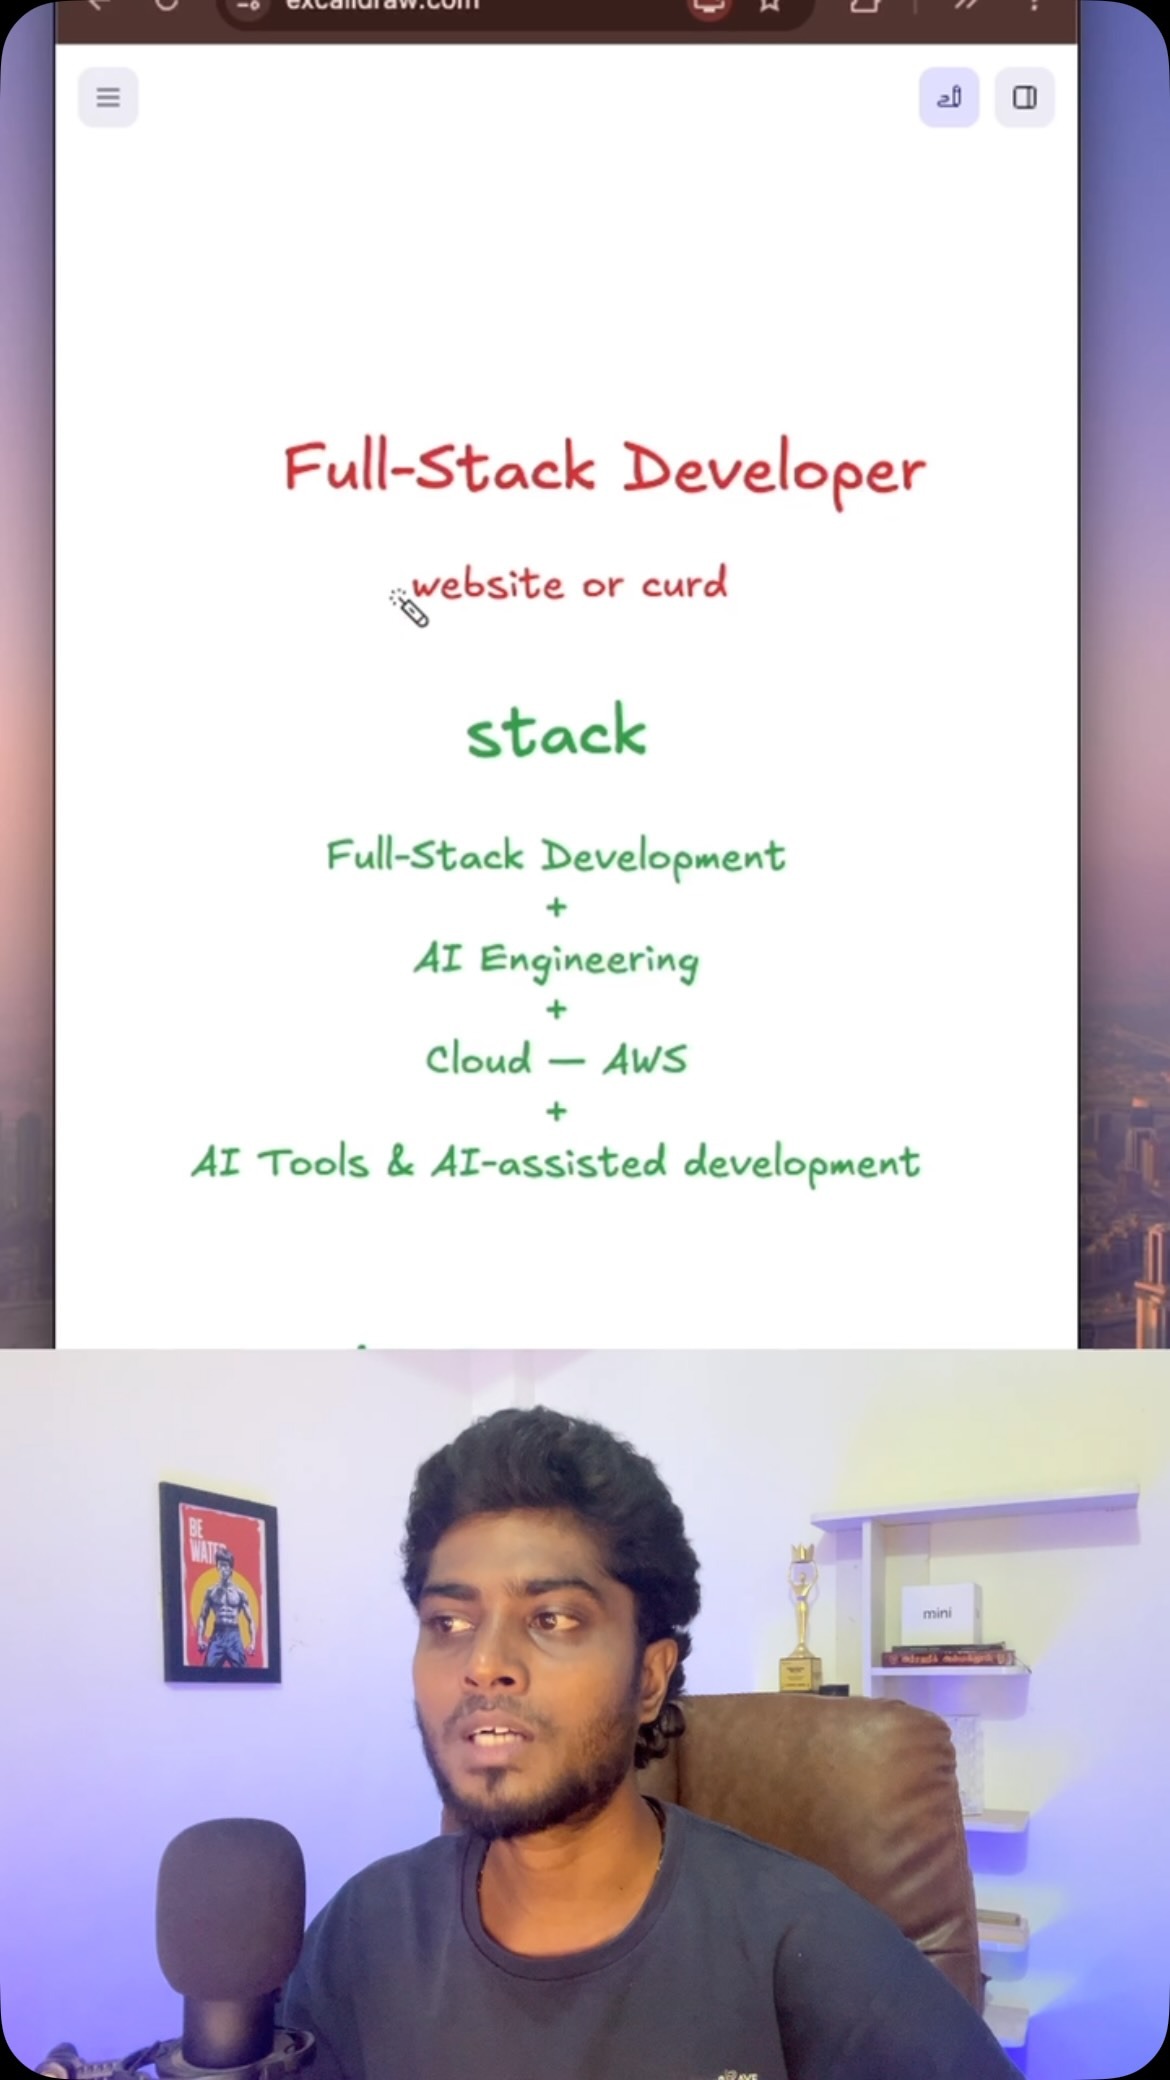 excalidraw.com
Full-Stack Developer
website or curd
stack
Full-Stack Development
+
AI Engineering
+
Cloud — AWS
+
AI Tools & AI-assisted development
BE
WATER
mini